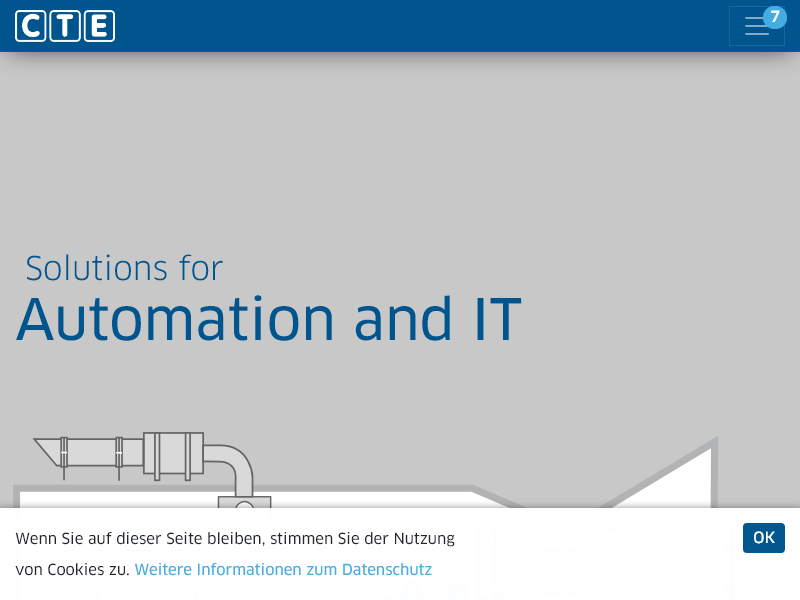 CTE
7
Solutions for
Automation and IT
Wenn Sie auf dieser Seite bleiben, stimmen Sie der Nutzung
von Cookies zu. Weitere Informationen zum Datenschutz
OK